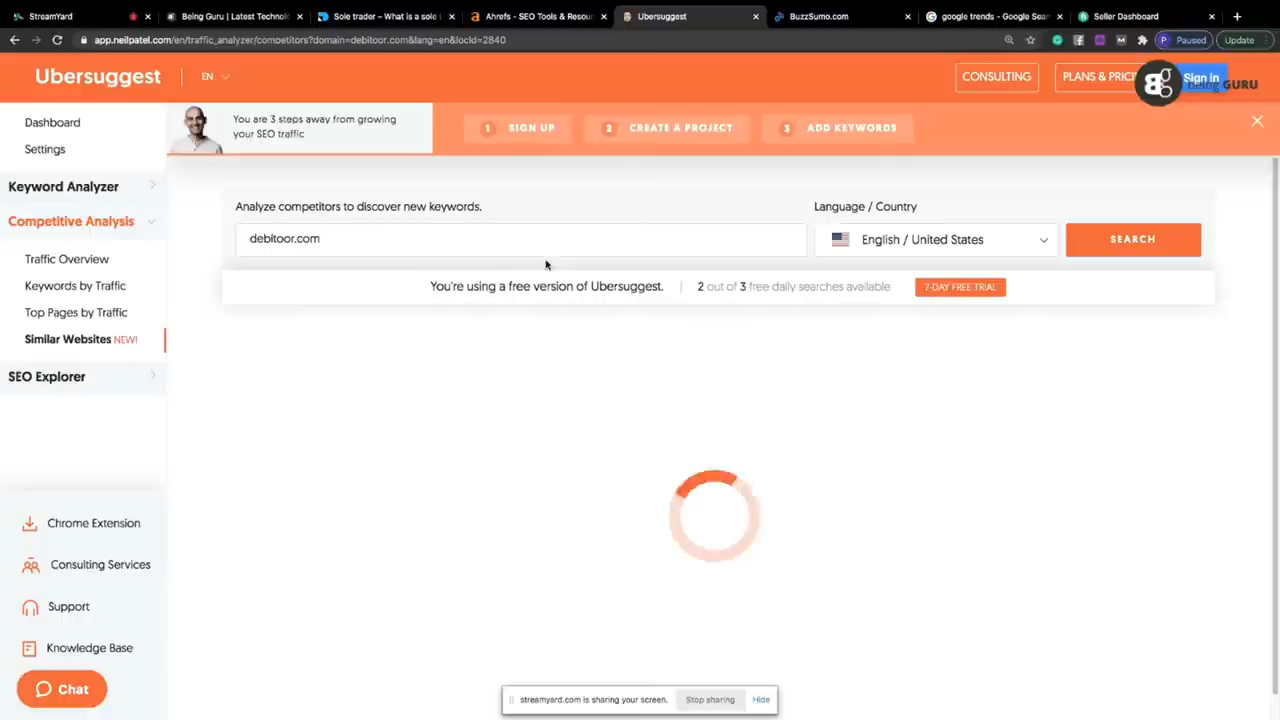 StreamYard
Being Guru | Latest Technolo
Sole trader – What is a sole t
Ahrefs - SEO Tools & Resour
Ubersuggest
BuzzSumo.com
google trends - Google Sear
Seller Dashboard
app.neilpatel.com/en/traffic_analyzer/competitors?domain=debitoor.com&lang=en&locId=2840
P Paused
Update
Ubersuggest
EN
CONSULTING
PLANS & PRICI
Sign in
Being GURU
Dashboard
Settings
Keyword Analyzer
Competitive Analysis
Traffic Overview
Keywords by Traffic
Top Pages by Traffic
Similar Websites NEW!
SEO Explorer
Chrome Extension
Consulting Services
Support
Knowledge Base
Chat
You are 3 steps away from growing
your SEO traffic
1 SIGN UP
2 CREATE A PROJECT
3 ADD KEYWORDS
Analyze competitors to discover new keywords.
Language / Country
debitoor.com
English / United States
SEARCH
You're using a free version of Ubersuggest. | 2 out of 3 free daily searches available
7-DAY FREE TRIAL
streamyard.com is sharing your screen.
Stop sharing
Hide